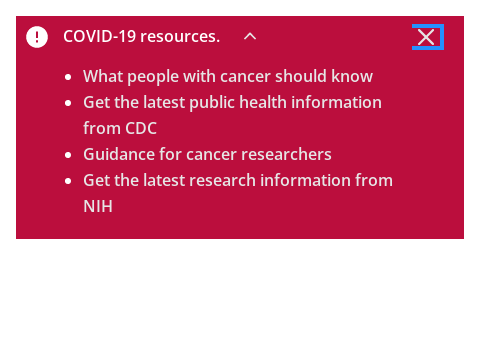 COVID-19 resources.
What people with cancer should know
Get the latest public health information
from CDC
Guidance for cancer researchers
Get the latest research information from
NIH